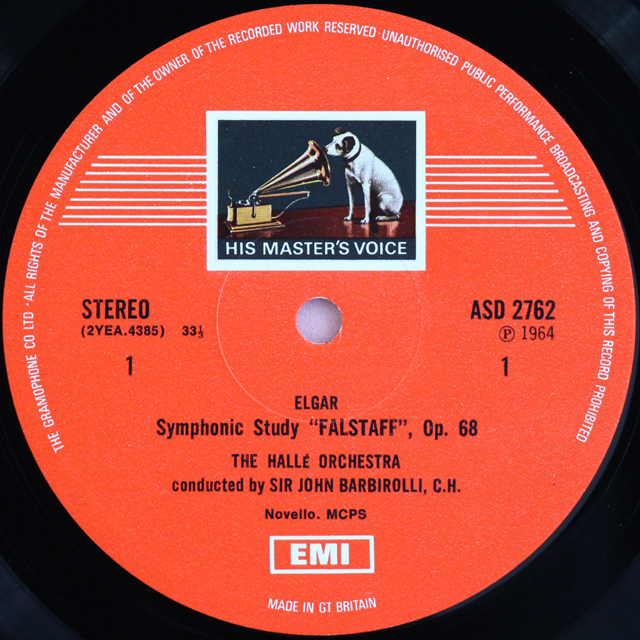 THE GRAMOPHONE CO LTD · ALL RIGHTS OF THE MANUFACTURER AND OF THE OWNER OF THE RECORDED WORK RESERVED · UNAUTHORISED PUBLIC PERFORMANCE BROADCASTING AND COPYING OF THIS RECORD PROHIBITED
HIS MASTER'S VOICE
STEREO
(2YEA.4385) 33⅓
1
ASD 2762
Ⓟ 1964
1
ELGAR
Symphonic Study "FALSTAFF", Op. 68
THE HALLÉ ORCHESTRA
conducted by SIR JOHN BARBIROLLI, C.H.
Novello. MCPS
EMI
MADE IN GT BRITAIN